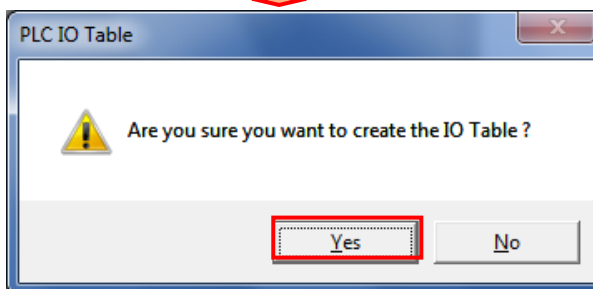 PLC IO Table
Are you sure you want to create the IO Table ?
Yes
No